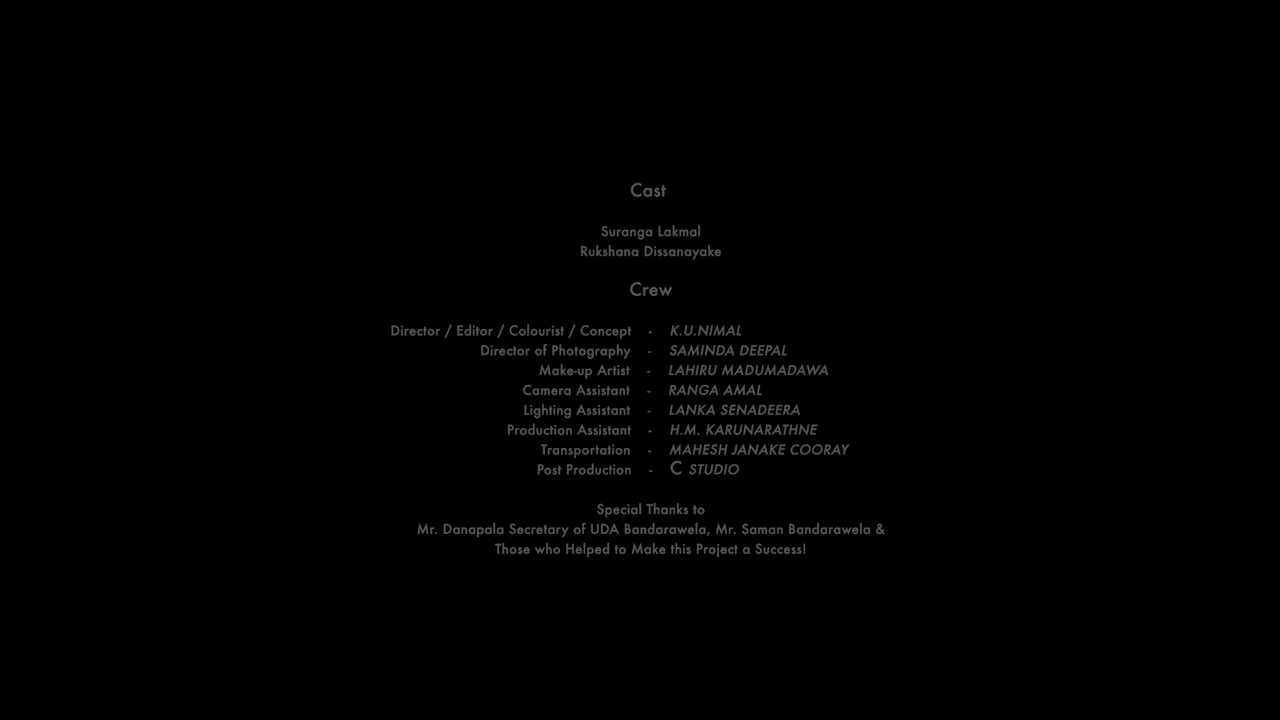 Cast
Suranga Lakmal
Rukshana Dissanayake
Crew
Director / Editor / Colourist / Concept - K.U.NIMAL
Director of Photography - SAMINDA DEEPAL
Make-up Artist - LAHIRU MADUMADAWA
Camera Assistant - RANGA AMAL
Lighting Assistant - LANKA SENADEERA
Production Assistant - H.M. KARUNARATHNE
Transportation - MAHESH JANAKE COORAY
Post Production - C STUDIO
Special Thanks to
Mr. Danapala Secretary of UDA Bandarawela, Mr. Saman Bandarawela &
Those who Helped to Make this Project a Success!